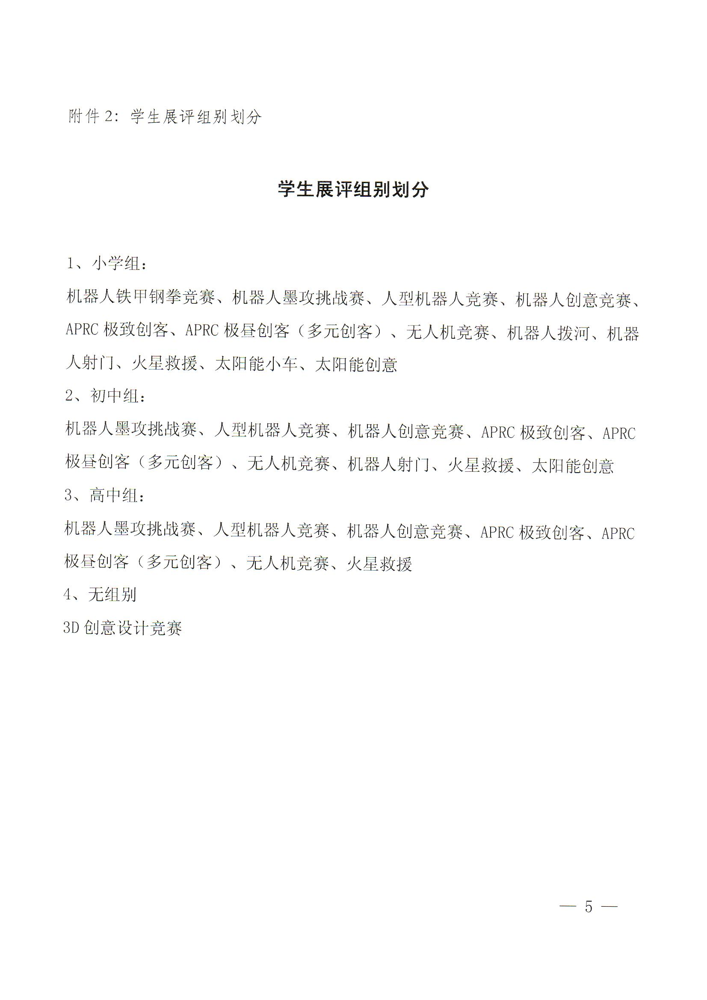 附件2：学生展评组别划分
学生展评组别划分
1、小学组：
机器人铁甲钢拳竞赛、机器人墨攻挑战赛、人型机器人竞赛、机器人创意竞赛、
APRC极致创客、APRC极昼创客（多元创客）、无人机竞赛、机器人拨河、机器
人射门、火星救援、太阳能小车、太阳能创意
2、初中组：
机器人墨攻挑战赛、人型机器人竞赛、机器人创意竞赛、APRC极致创客、APRC
极昼创客（多元创客）、无人机竞赛、机器人射门、火星救援、太阳能创意
3、高中组：
机器人墨攻挑战赛、人型机器人竞赛、机器人创意竞赛、APRC极致创客、APRC
极昼创客（多元创客）、无人机竞赛、火星救援
4、无组别
3D创意设计竞赛
— 5 —